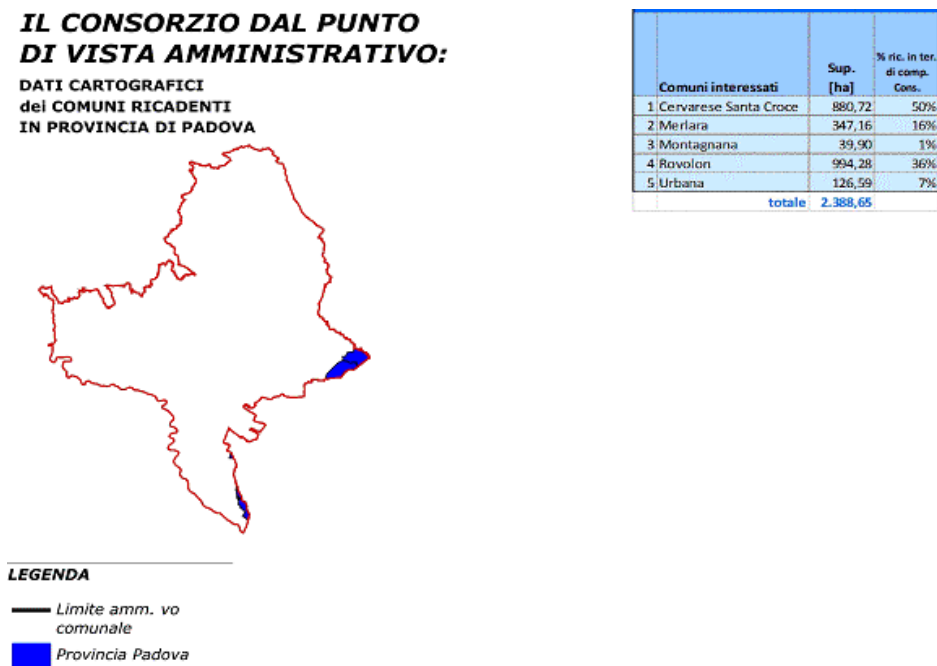 IL CONSORZIO DAL PUNTO
DI VISTA AMMINISTRATIVO:
DATI CARTOGRAFICI
dei COMUNI RICADENTI
IN PROVINCIA DI PADOVA
Comuni interessati Sup. [ha] % ric. in ter. di comp. Cons.
1 Cervarese Santa Croce 880,72 50%
2 Merlara 347,16 16%
3 Montagnana 39,90 1%
4 Rovolon 994,28 36%
5 Urbana 126,59 7%
totale 2.388,65
LEGENDA
Limite amm. vo
comunale
Provincia Padova